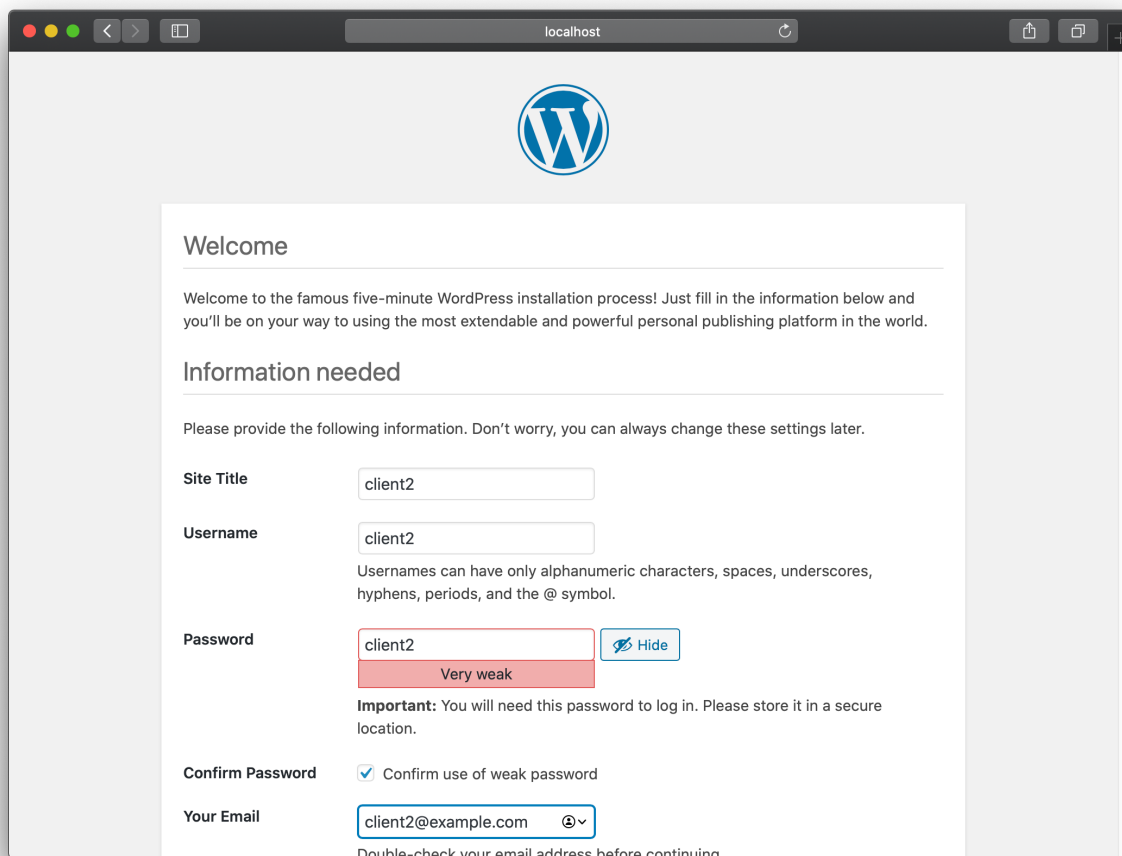 localhost
Welcome
Welcome to the famous five-minute WordPress installation process! Just fill in the information below and
you’ll be on your way to using the most extendable and powerful personal publishing platform in the world.
Information needed
Please provide the following information. Don’t worry, you can always change these settings later.
Site Title
client2
Username
client2
Usernames can have only alphanumeric characters, spaces, underscores,
hyphens, periods, and the @ symbol.
Password
client2
Hide
Very weak
Important: You will need this password to log in. Please store it in a secure
location.
Confirm Password
Confirm use of weak password
Your Email
client2@example.com
Double-check your email address before continuing.